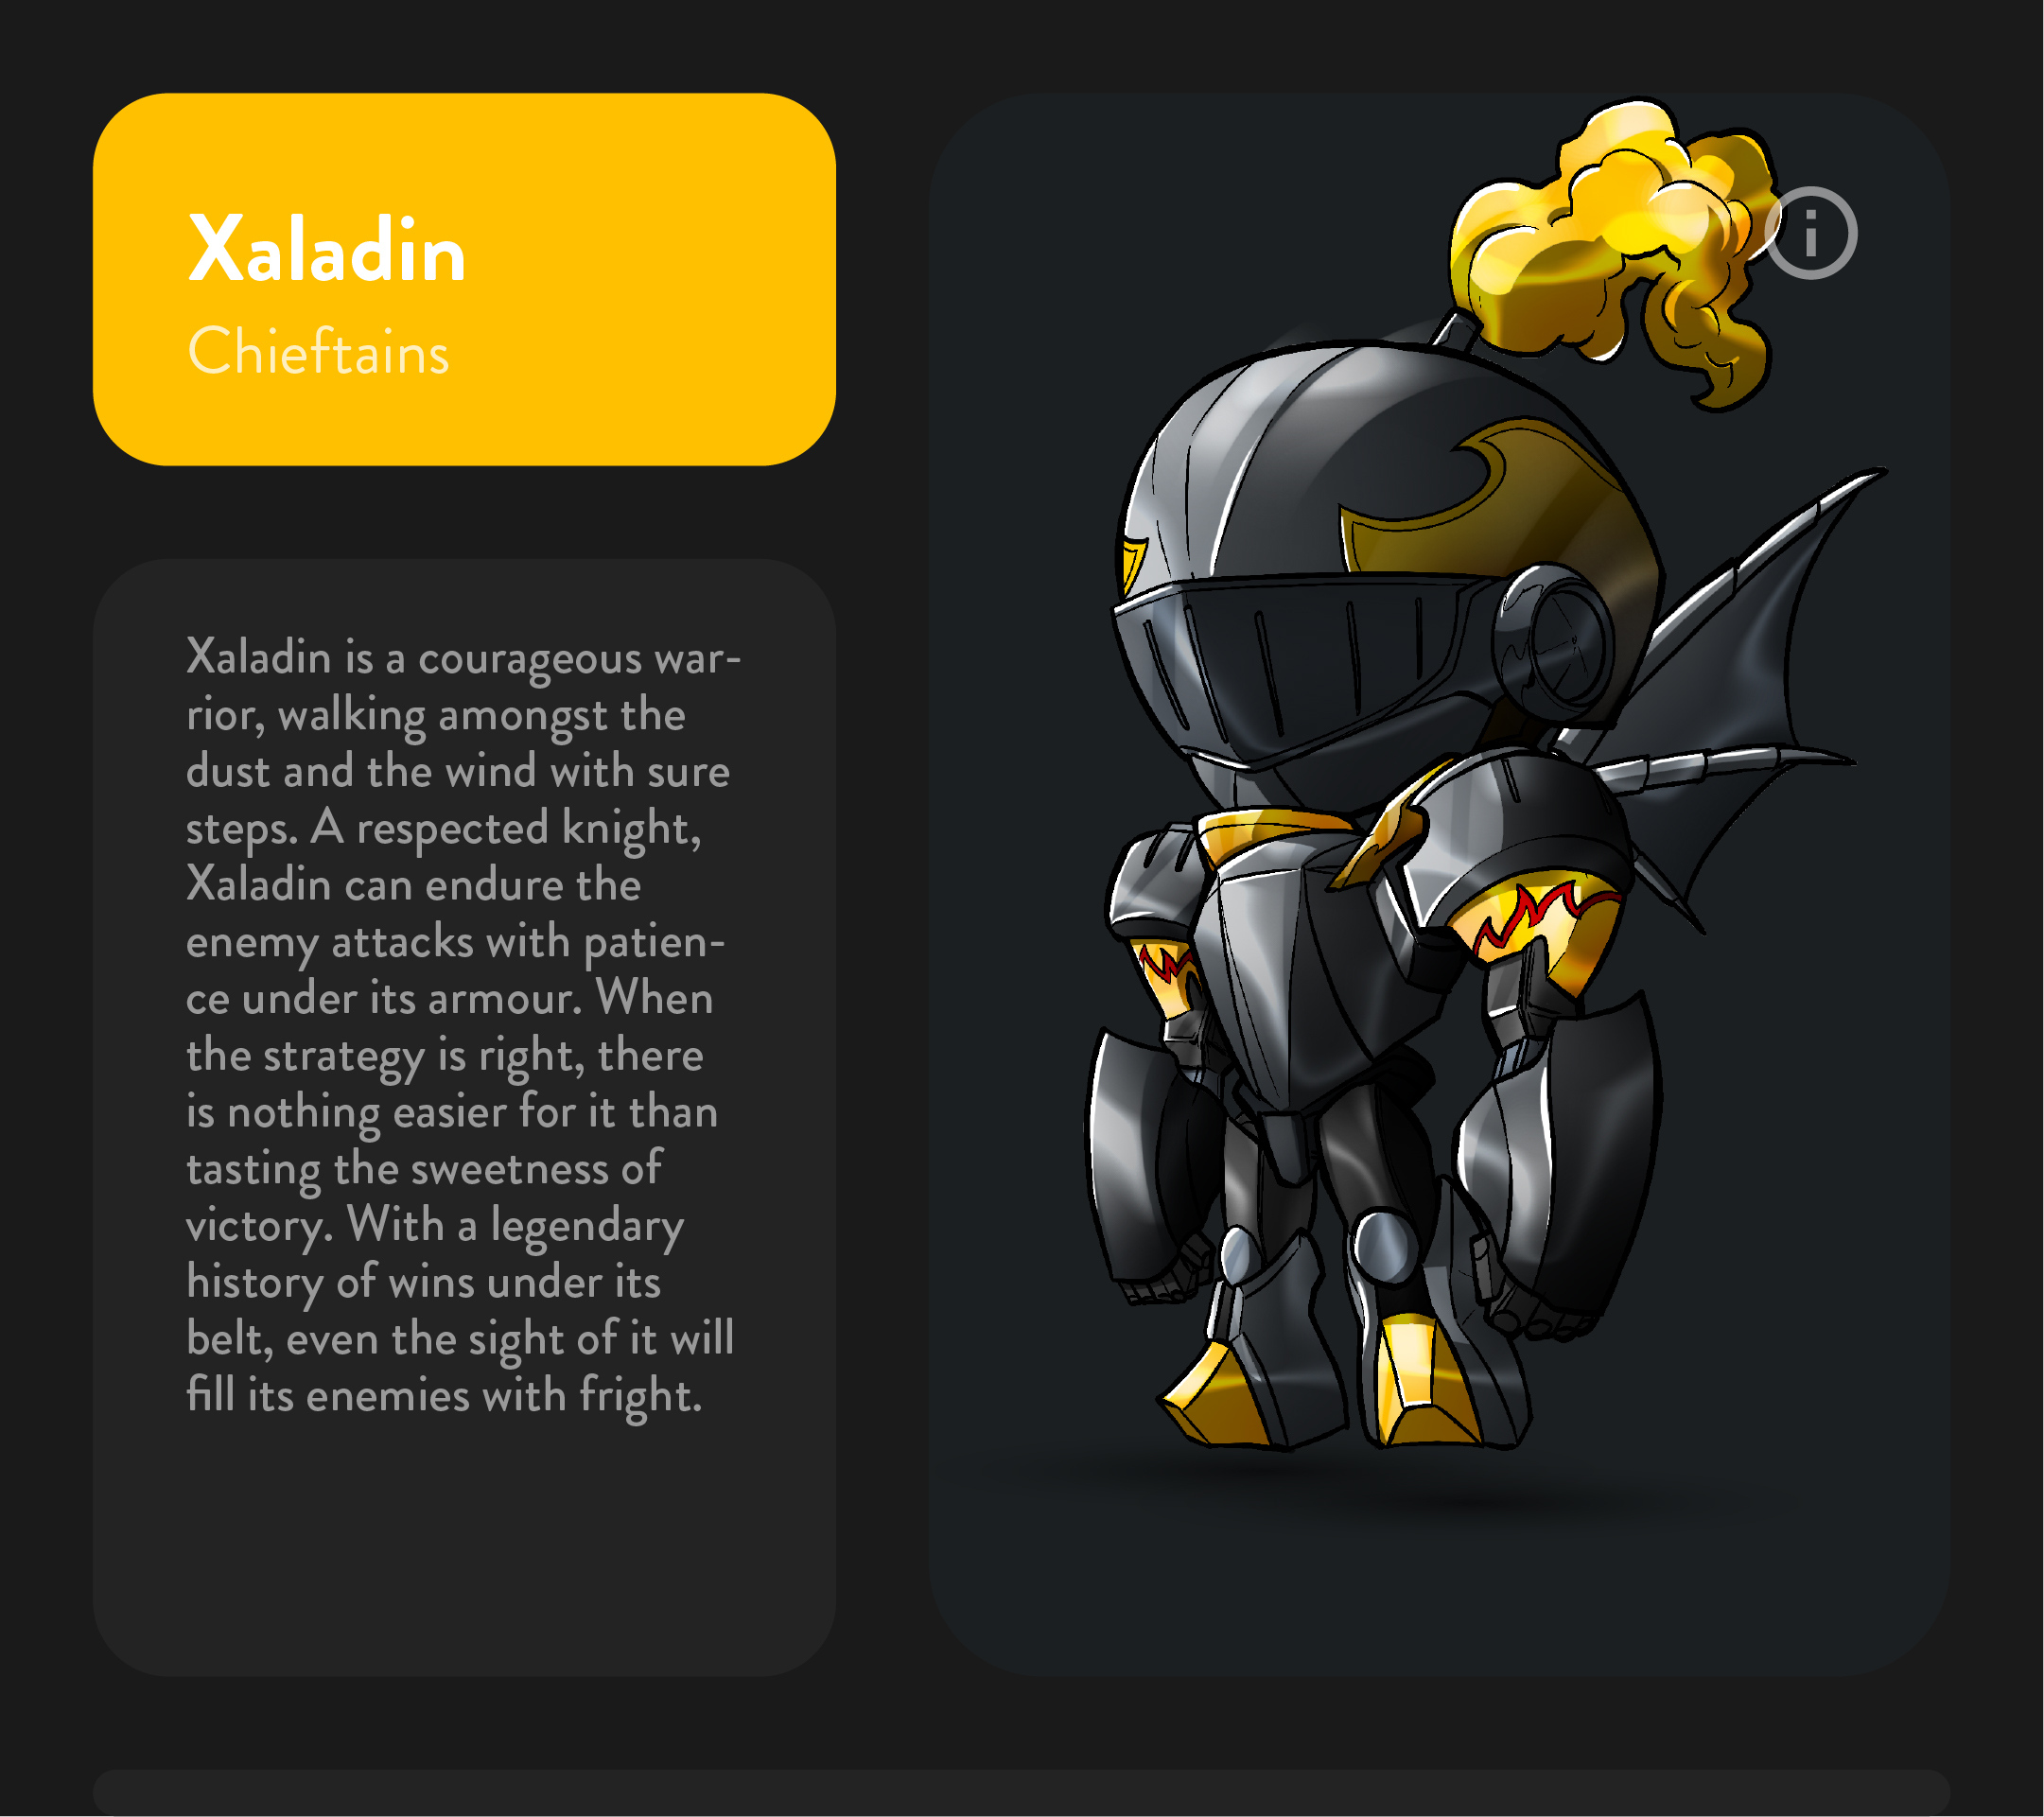 Xaladin
Chieftains
Xaladin is a courageous war-
rior, walking amongst the
dust and the wind with sure
steps. A respected knight,
Xaladin can endure the
enemy attacks with patien-
ce under its armour. When
the strategy is right, there
is nothing easier for it than
tasting the sweetness of
victory. With a legendary
history of wins under its
belt, even the sight of it will
fill its enemies with fright.
i